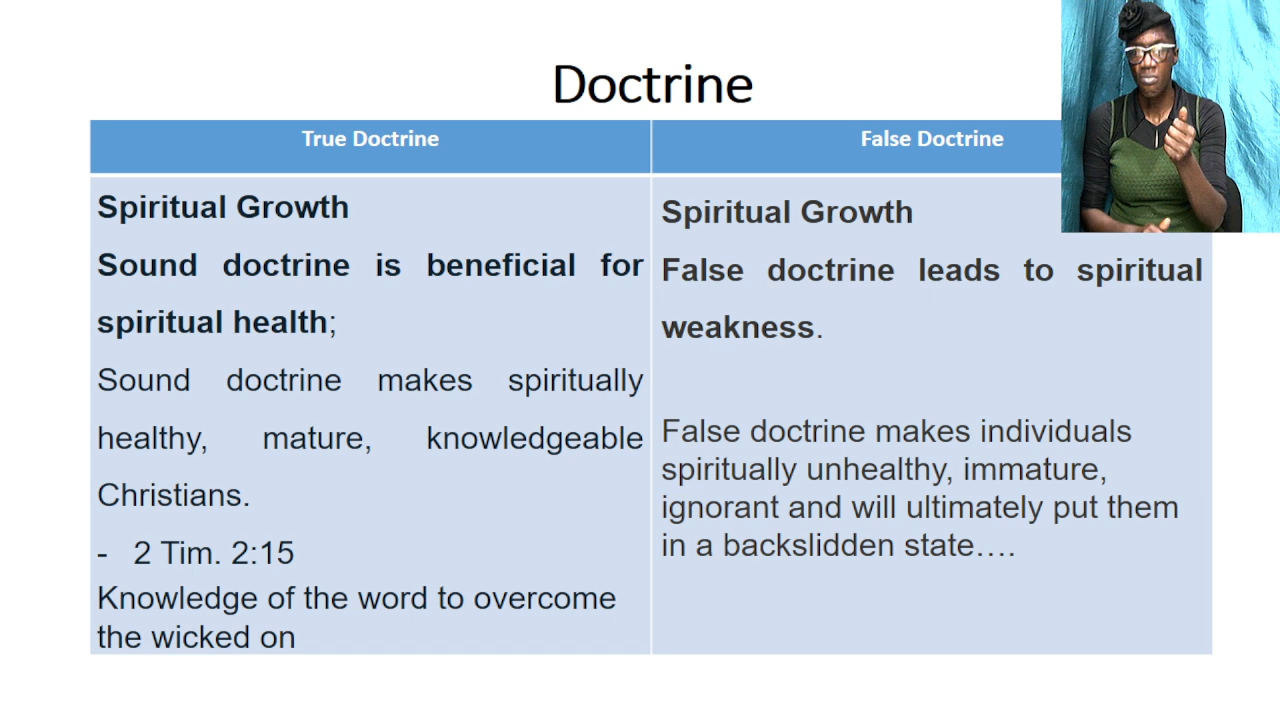 Doctrine
True Doctrine
False Doctrine
Spiritual Growth
Sound doctrine is beneficial for
spiritual health;
Sound doctrine makes spiritually
healthy, mature, knowledgeable
Christians.
- 2 Tim. 2:15
Knowledge of the word to overcome
the wicked on
Spiritual Growth
False doctrine leads to spiritual
weakness.
False doctrine makes individuals
spiritually unhealthy, immature,
ignorant and will ultimately put them
in a backslidden state….